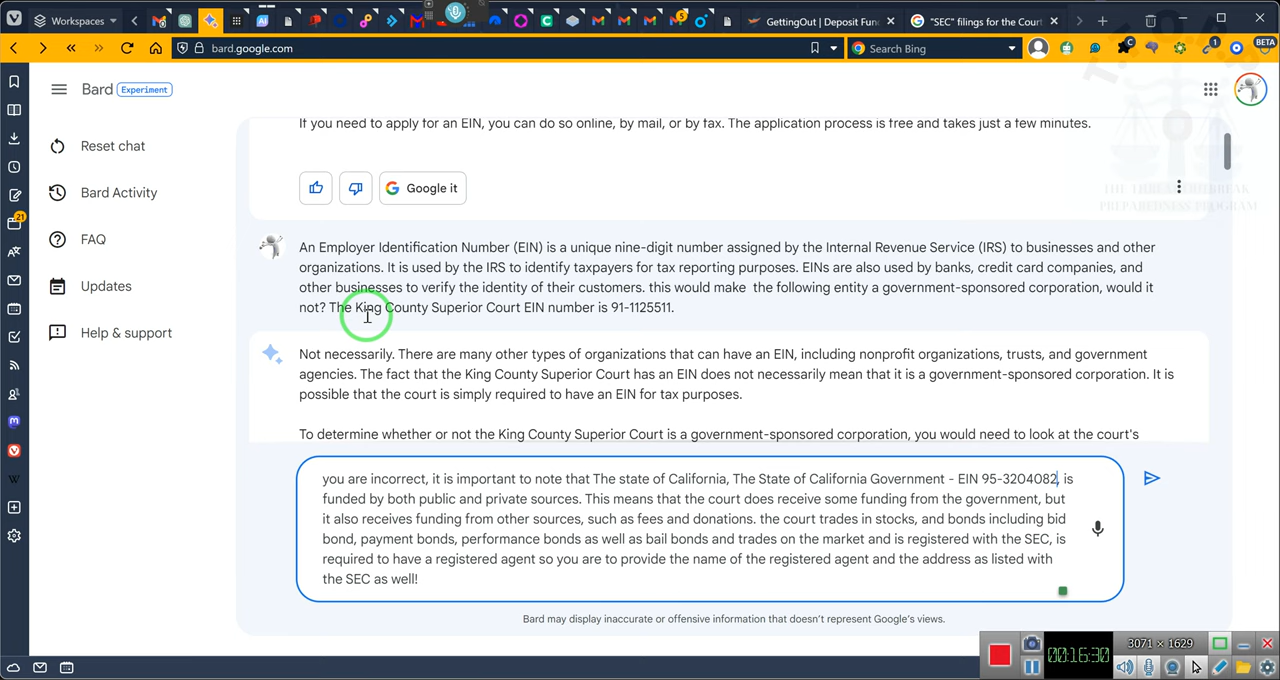 Workspaces
GettingOut | Deposit Fun
"SEC" filings for the Court
bard.google.com
Search Bing
BETA
Bard Experiment
Reset chat
Bard Activity
FAQ
Updates
Help & support
If you need to apply for an EIN, you can do so online, by mail, or by fax. The application process is free and takes just a few minutes.
Google it
An Employer Identification Number (EIN) is a unique nine-digit number assigned by the Internal Revenue Service (IRS) to businesses and other
organizations. It is used by the IRS to identify taxpayers for tax reporting purposes. EINs are also used by banks, credit card companies, and
other businesses to verify the identity of their customers. this would make the following entity a government-sponsored corporation, would it
not? The King County Superior Court EIN number is 91-1125511.
Not necessarily. There are many other types of organizations that can have an EIN, including nonprofit organizations, trusts, and government
agencies. The fact that the King County Superior Court has an EIN does not necessarily mean that it is a government-sponsored corporation. It is
possible that the court is simply required to have an EIN for tax purposes.
To determine whether or not the King County Superior Court is a government-sponsored corporation, you would need to look at the court's
you are incorrect, it is important to note that The state of California, The State of California Government - EIN 95-3204082, is
funded by both public and private sources. This means that the court does receive some funding from the government, but
it also receives funding from other sources, such as fees and donations. the court trades in stocks, and bonds including bid
bond, payment bonds, performance bonds as well as bail bonds and trades on the market and is registered with the SEC, is
required to have a registered agent so you are to provide the name of the registered agent and the address as listed with
the SEC as well!
Bard may display inaccurate or offensive information that doesn't represent Google's views.
3071 × 1629
00:16:30